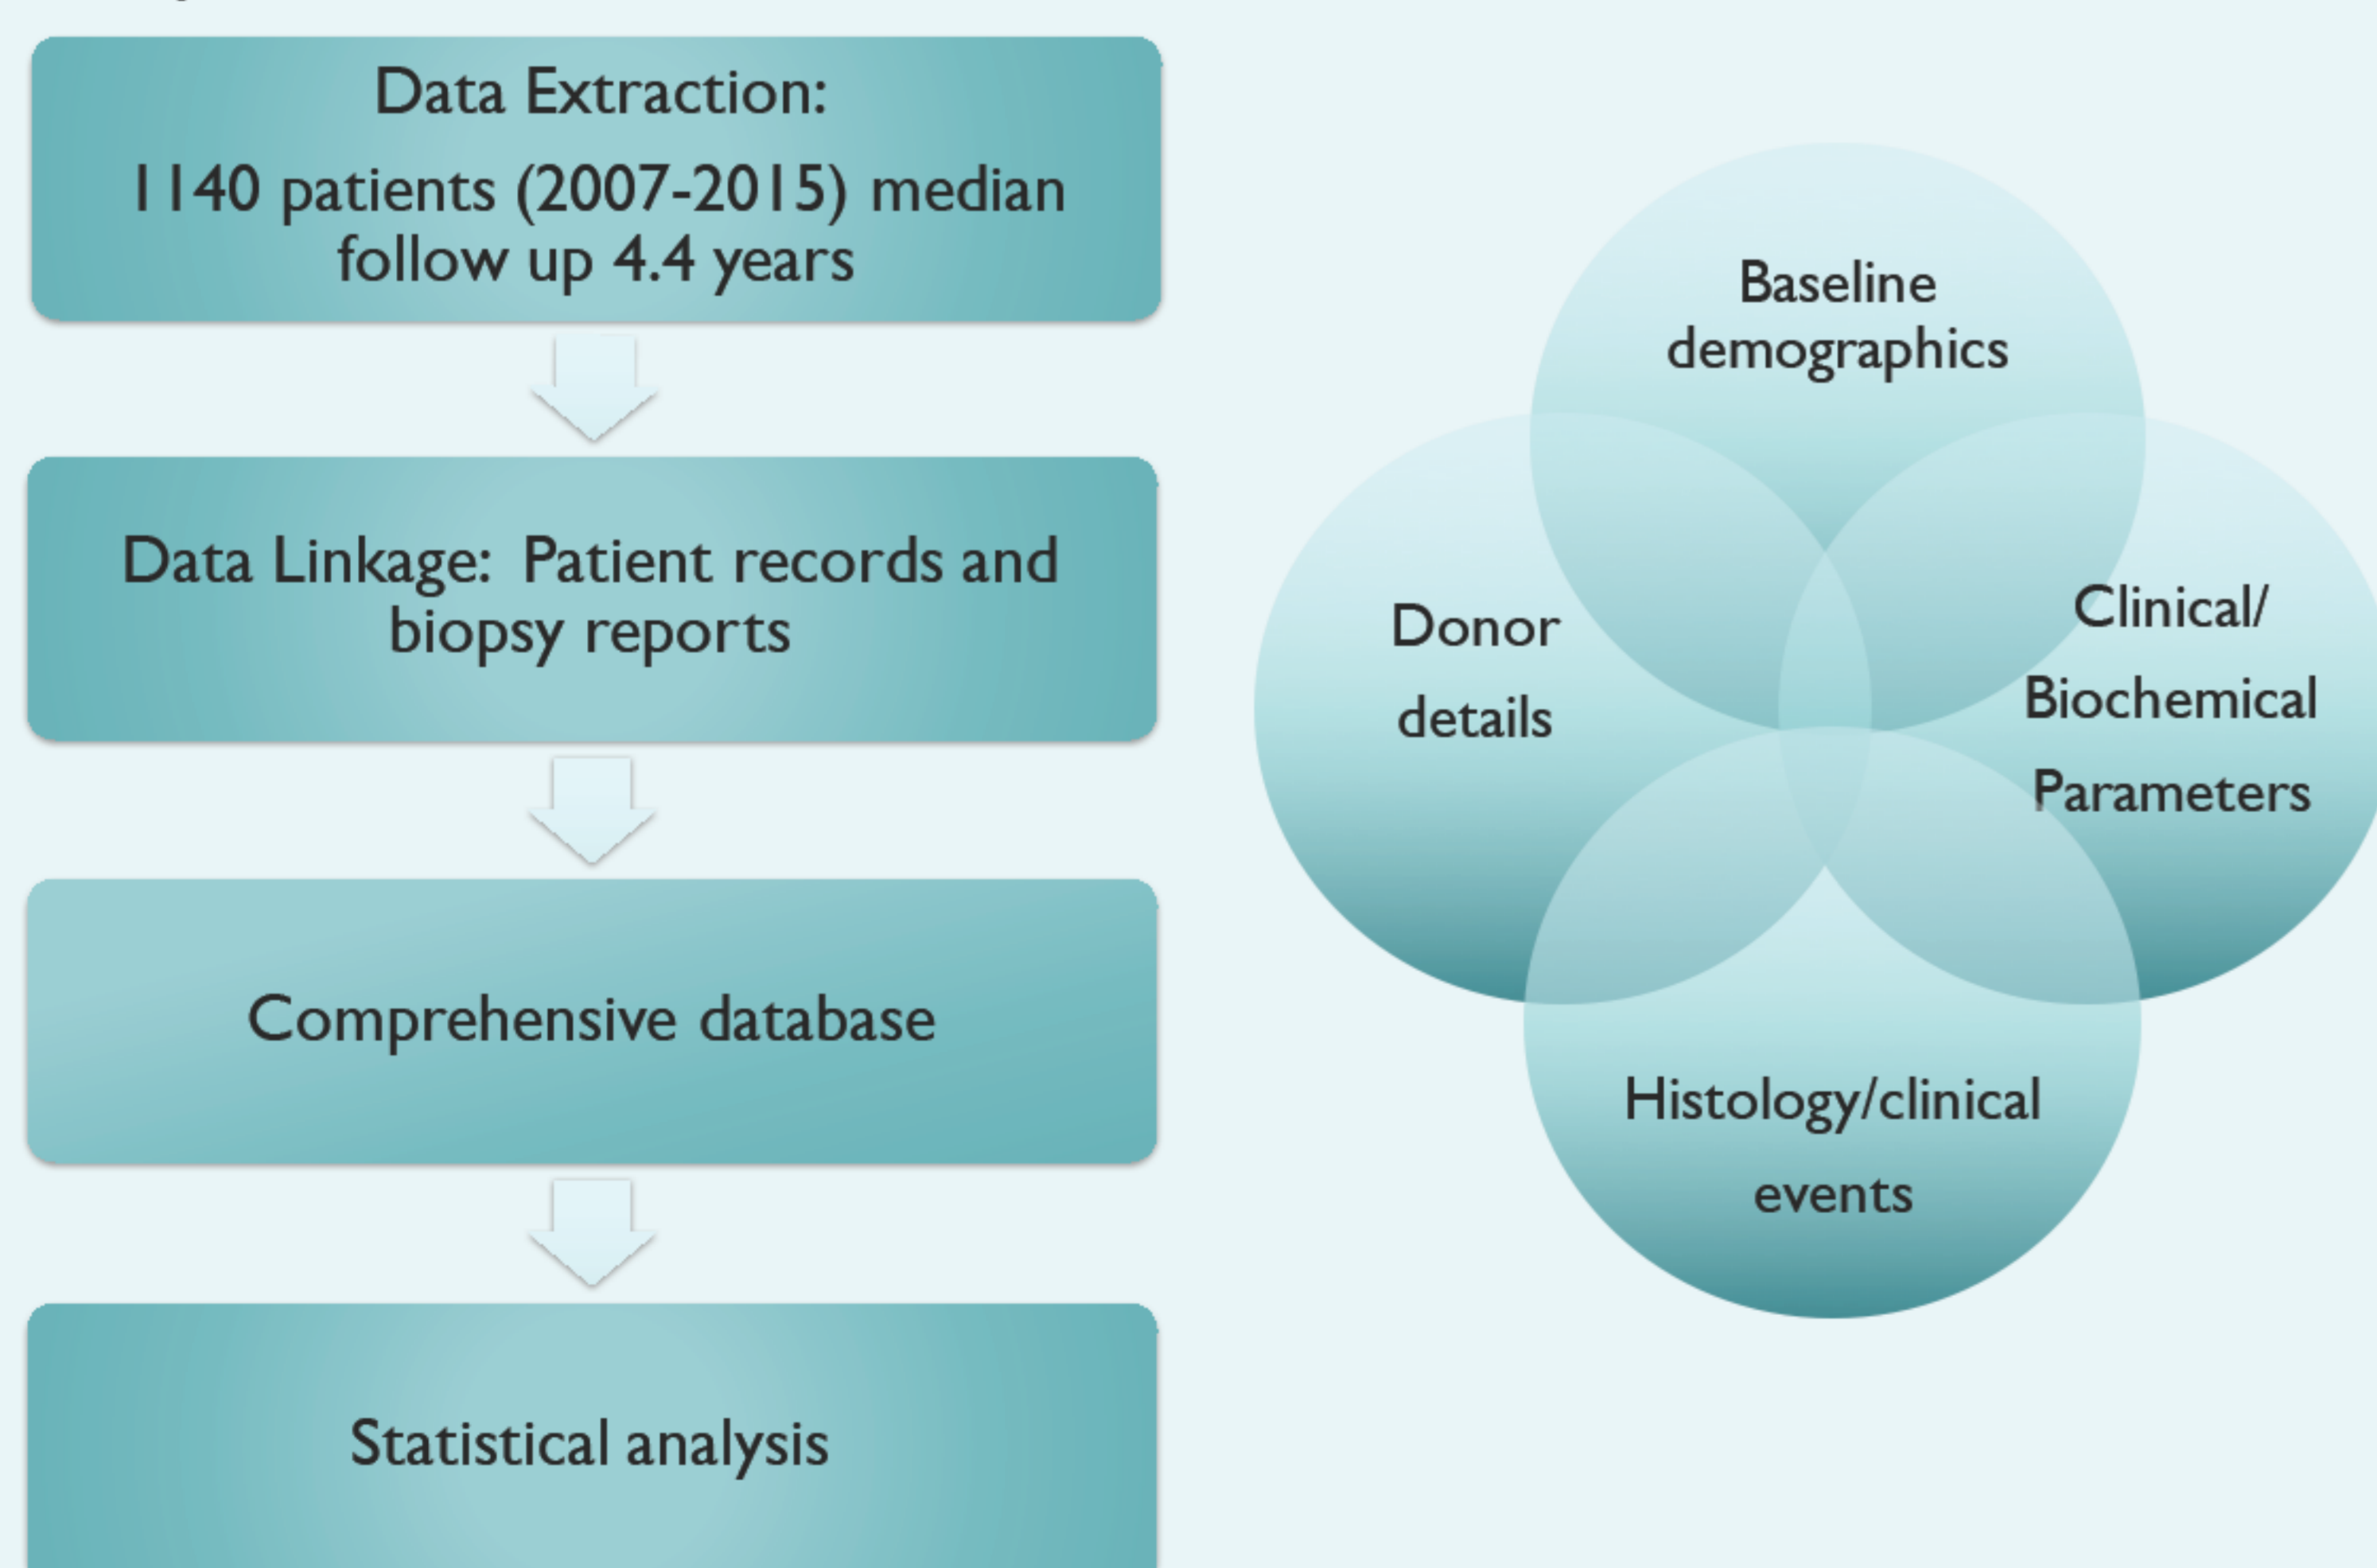 Data Extraction:
1140 patients (2007-2015) median
follow up 4.4 years
Data Linkage: Patient records and
biopsy reports
Comprehensive database
Statistical analysis
Baseline
demographics
Donor
details
Clinical/
Biochemical
Parameters
Histology/clinical
events